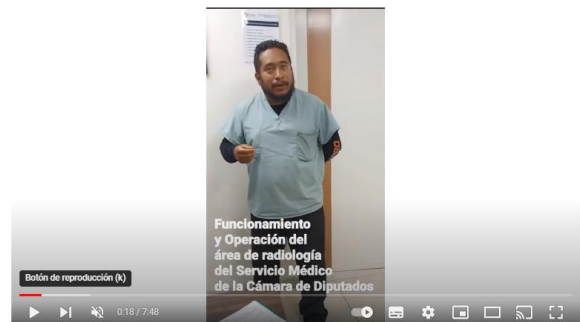 Funcionamiento
y Operación del
área de radiología
del Servicio Médico
de la Cámara de Diputados
Botón de reproducción (k)
0:18 / 7:48